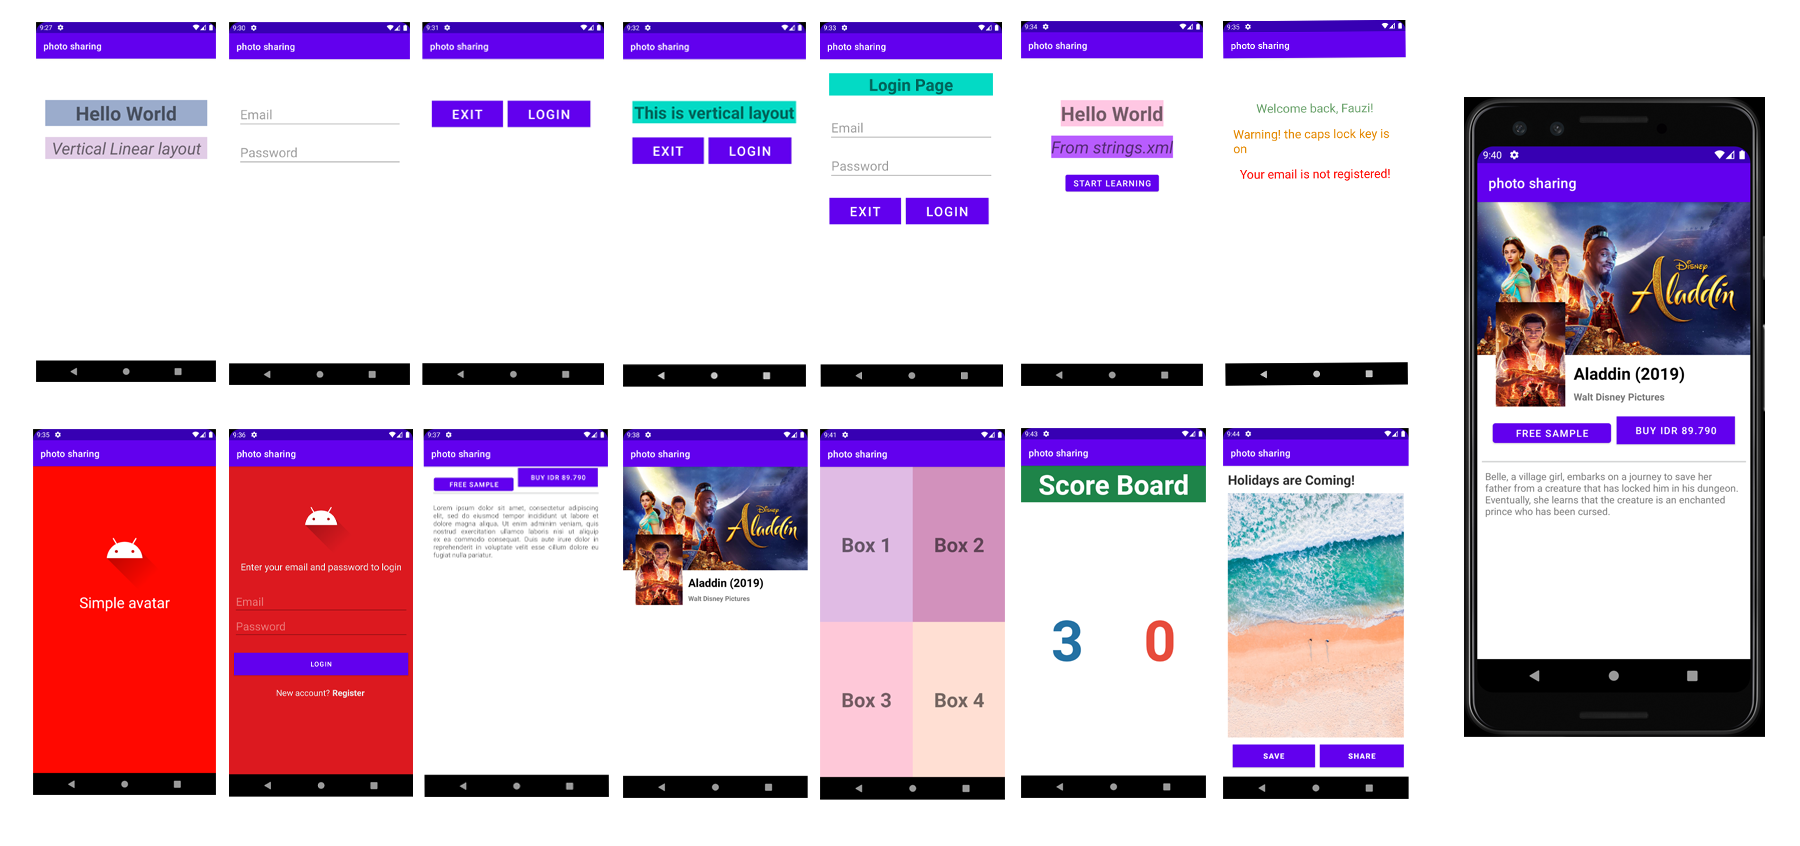 9:27
photo sharing
Hello World
Vertical Linear layout
9:30
photo sharing
Email
Password
9:31
photo sharing
EXIT LOGIN
9:32
photo sharing
This is vertical layout
EXIT LOGIN
9:33
photo sharing
Login Page
Email
Password
EXIT LOGIN
9:34
photo sharing
Hello World
From strings.xml
START LEARNING
9:35
photo sharing
Welcome back, Fauzi!
Warning! the caps lock key is
on
Your email is not registered!
9:40
photo sharing
Disney
Aladdin
Aladdin (2019)
Walt Disney Pictures
FREE SAMPLE BUY IDR 89.790
Belle, a village girl, embarks on a journey to save her
father from a creature that has locked him in his dungeon.
Eventually, she learns that the creature is an enchanted
prince who has been cursed.
9:35
photo sharing
Simple avatar
9:36
photo sharing
Enter your email and password to login
Email
Password
LOGIN
New account? Register
9:37
photo sharing
FREE SAMPLE BUY IDR 89.790
Lorem ipsum dolor sit amet, consectetur adipiscing
elit, sed do eiusmod tempor incididunt ut labore et
dolore magna aliqua. Ut enim adminim veniam, quis
nostrud exercitation ullamco laboris nisi ut aliquip
ex ea commodo consequat. Duis aute irure dolor in
reprehenderit in voluptate velit esse cillum dolore eu
fugiat nulla pariatur.
9:38
photo sharing
Disney
Aladdin
Aladdin (2019)
Walt Disney Pictures
9:41
photo sharing
Box 1 Box 2
Box 3 Box 4
9:43
photo sharing
Score Board
3 0
9:44
photo sharing
Holidays are Coming!
SAVE SHARE